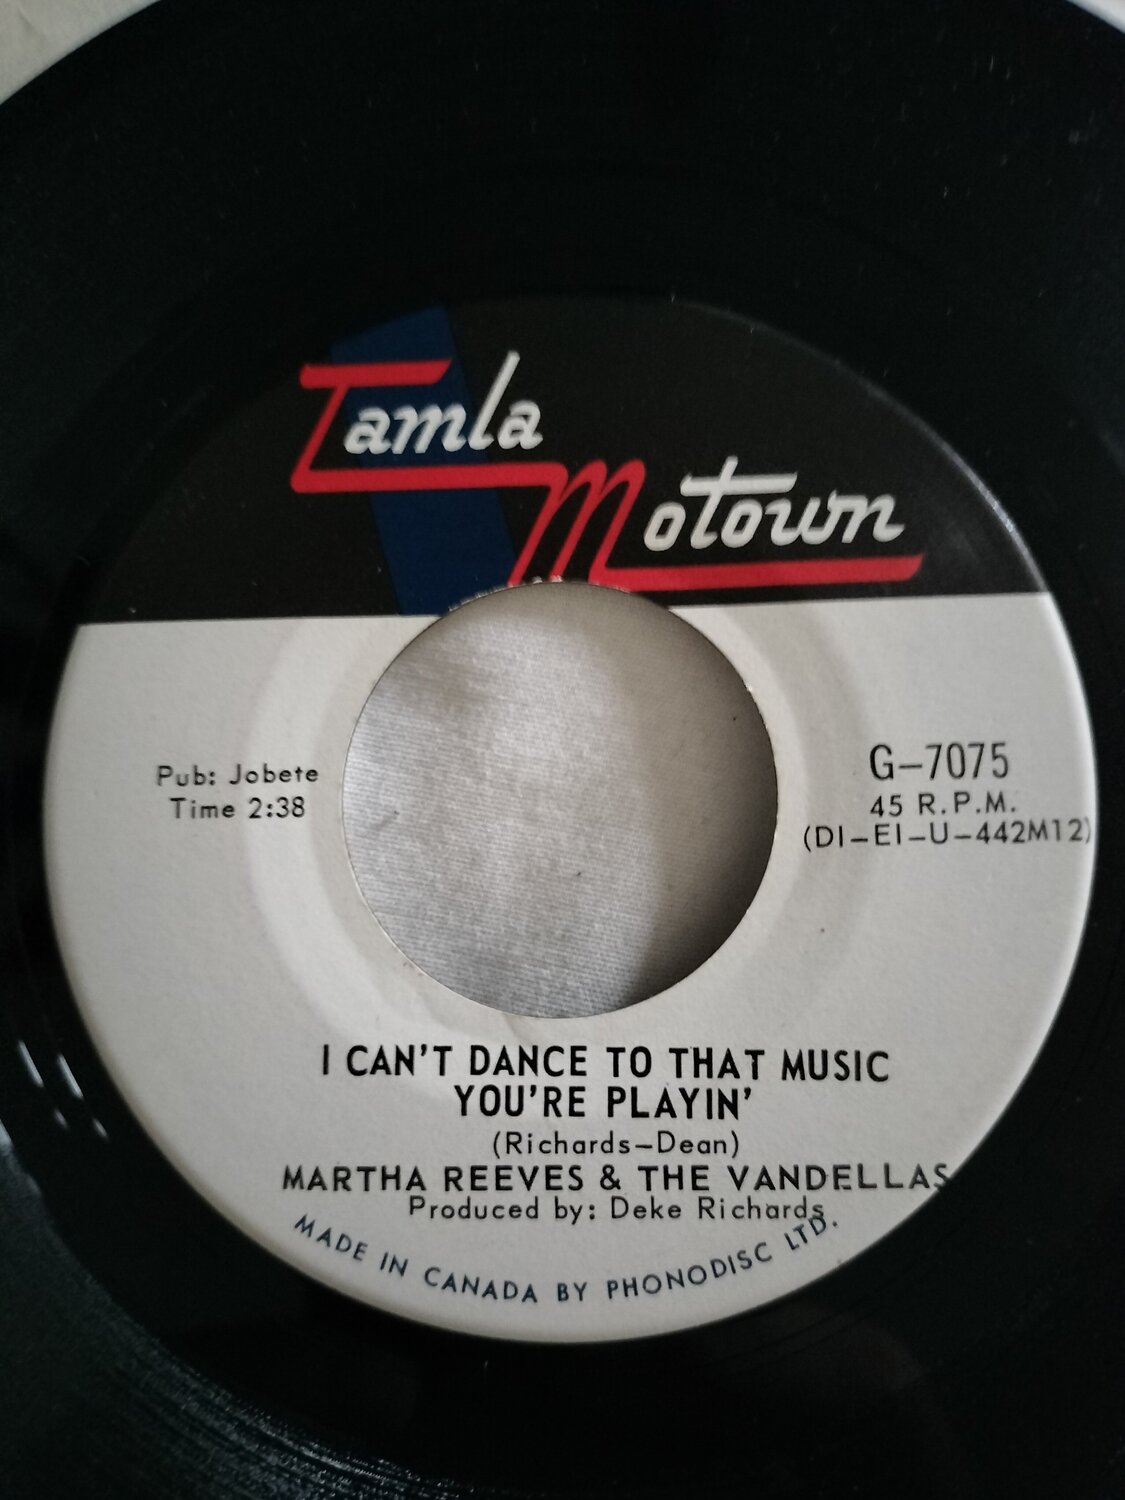 Tamla
Motown
Pub: Jobete
Time 2:38
G–7075
45 R.P.M.
(DI–EI–U–442M12)
I CAN'T DANCE TO THAT MUSIC
YOU'RE PLAYIN'
(Richards–Dean)
MARTHA REEVES & THE VANDELLAS
Produced by: Deke Richards
MADE IN CANADA BY PHONODISC LTD.